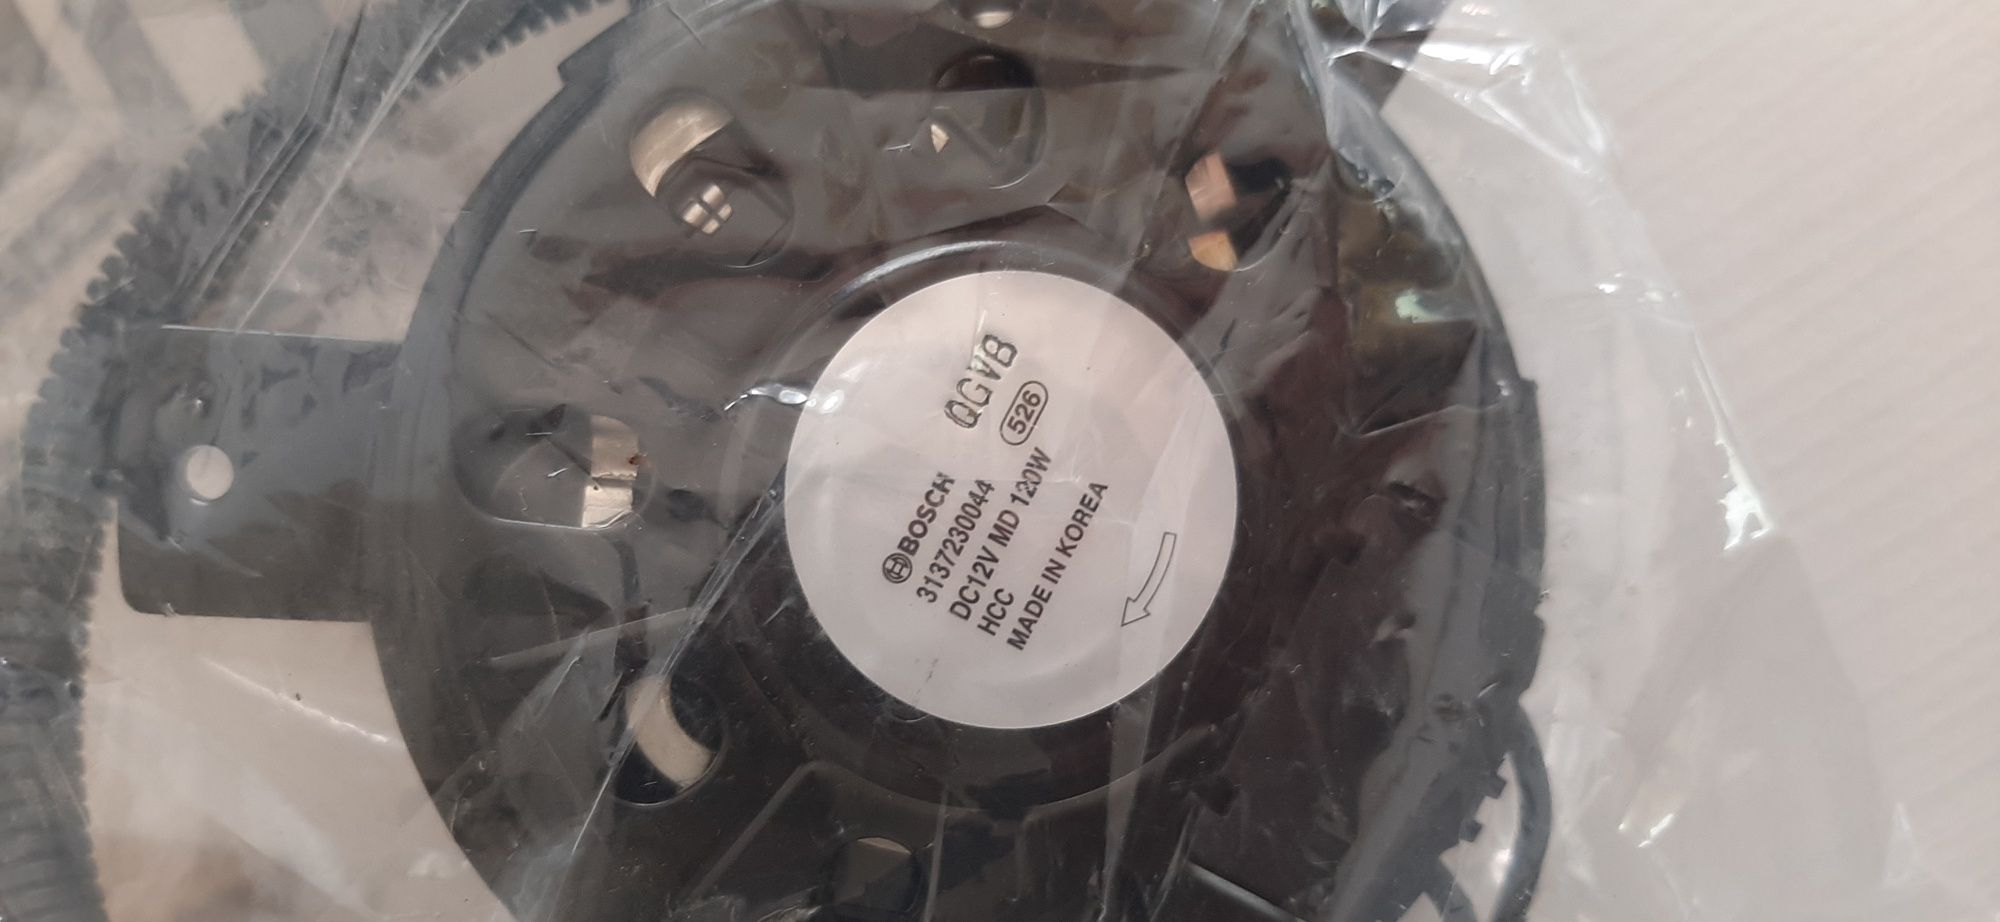 QGVB
526
BOSCH
3137230044
DC12V MD 120W
HCC
MADE IN KOREA